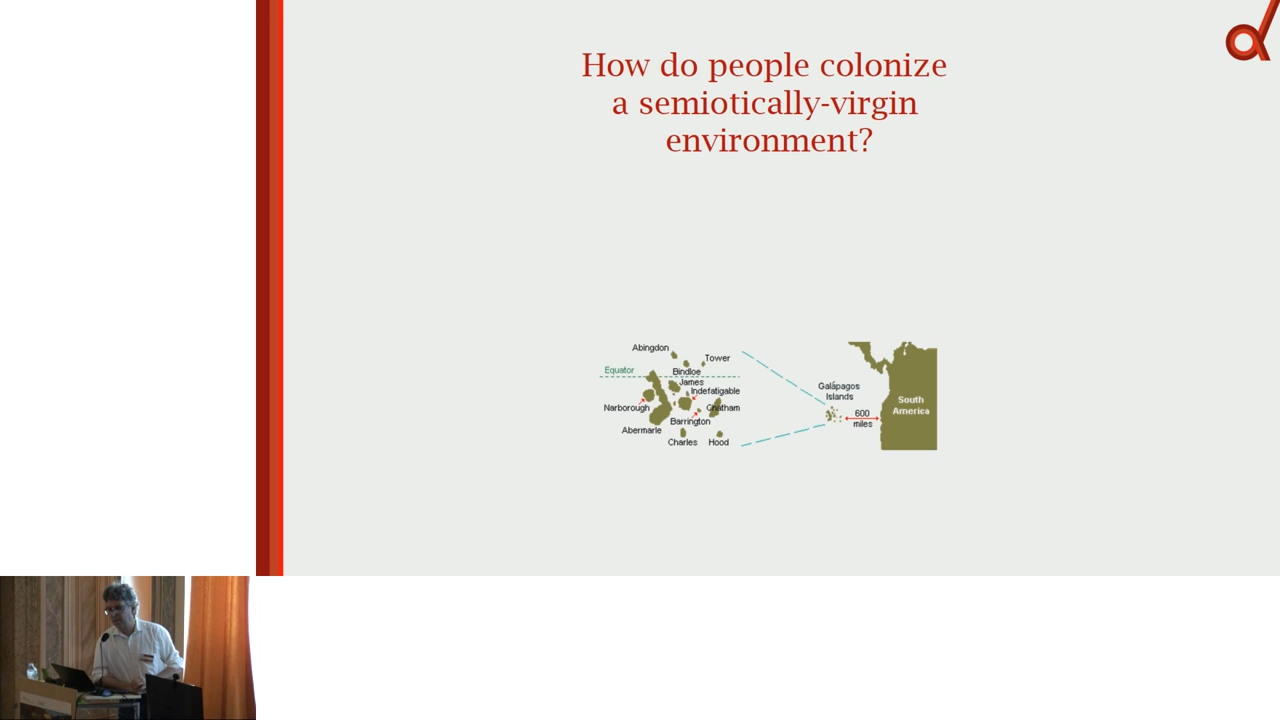 How do people colonize
a semiotically-virgin
environment?
Abingdon
Tower
Equator
Bindloe
James
Indefatigable
Narborough
Chatham
Barrington
Abermarle
Charles
Hood
Galápagos
Islands
600
miles
South
America